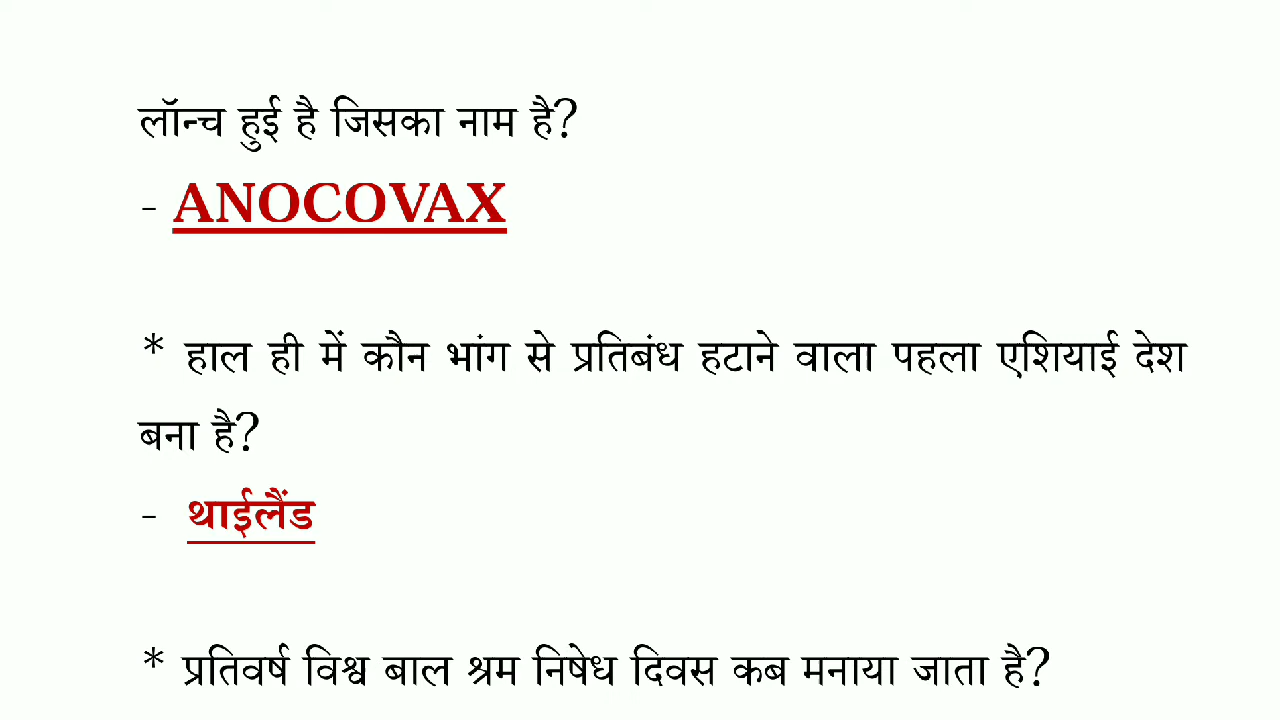 लॉन्च हुई है जिसका नाम है?
- ANOCOVAX
* हाल ही में कौन भांग से प्रतिबंध हटाने वाला पहला एशियाई देश
बना है?
- थाईलैंड
* प्रतिवर्ष विश्व बाल श्रम निषेध दिवस कब मनाया जाता है?